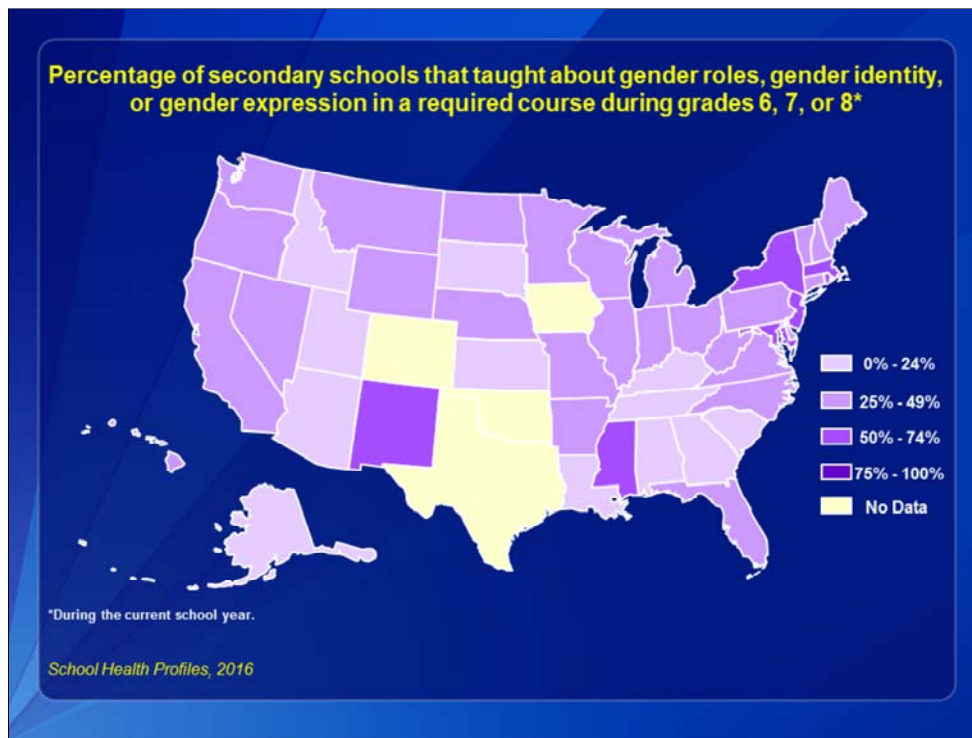 Percentage of secondary schools that taught about gender roles, gender identity,
or gender expression in a required course during grades 6, 7, or 8*
0% - 24%
25% - 49%
50% - 74%
75% - 100%
No Data
*During the current school year.
School Health Profiles, 2016